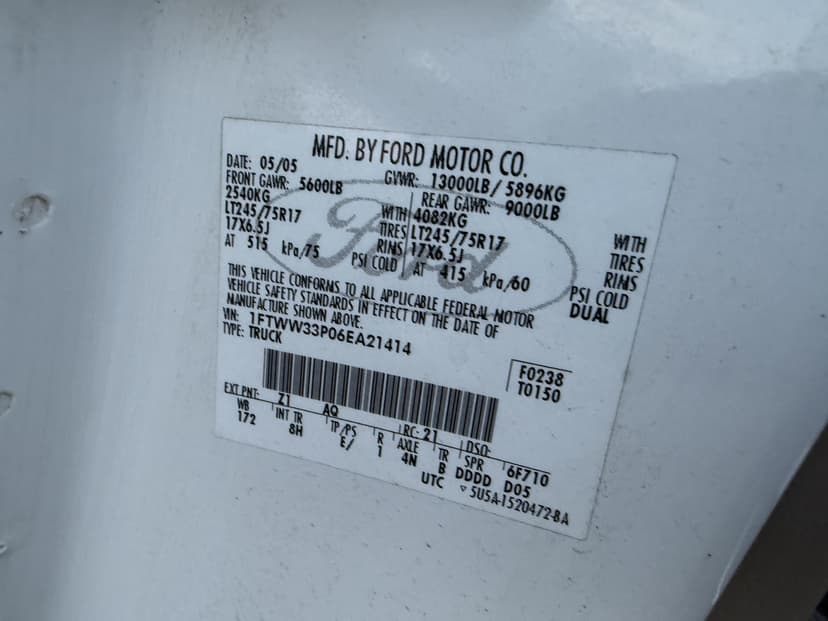 MFD. BY FORD MOTOR CO.
DATE: 05/05 GVWR: 13000LB/ 5896KG
FRONT GAWR: 5600LB REAR GAWR: 9000LB
2540KG WITH 4082KG WITH
LT245/75R17 TIRES LT245/75R17 TIRES
17X6.5J RIMS 17X6.5J RIMS
AT 515 kPa/75 PSI COLD AT 415 kPa/60 PSI COLD
DUAL
Ford
THIS VEHICLE CONFORMS TO ALL APPLICABLE FEDERAL MOTOR
VEHICLE SAFETY STANDARDS IN EFFECT ON THE DATE OF
MANUFACTURE SHOWN ABOVE.
VIN: 1FTWW33P06EA21414
TYPE: TRUCK
F0238
T0150
EXT PNT: Z1 AQ RC: 21 DSO:
WB INT TR TP/PS R AXLE TR SPR 6F710
172 8H E/ 1 4N B DDDD D05
UTC ▽ 5U5A-1520472-BA